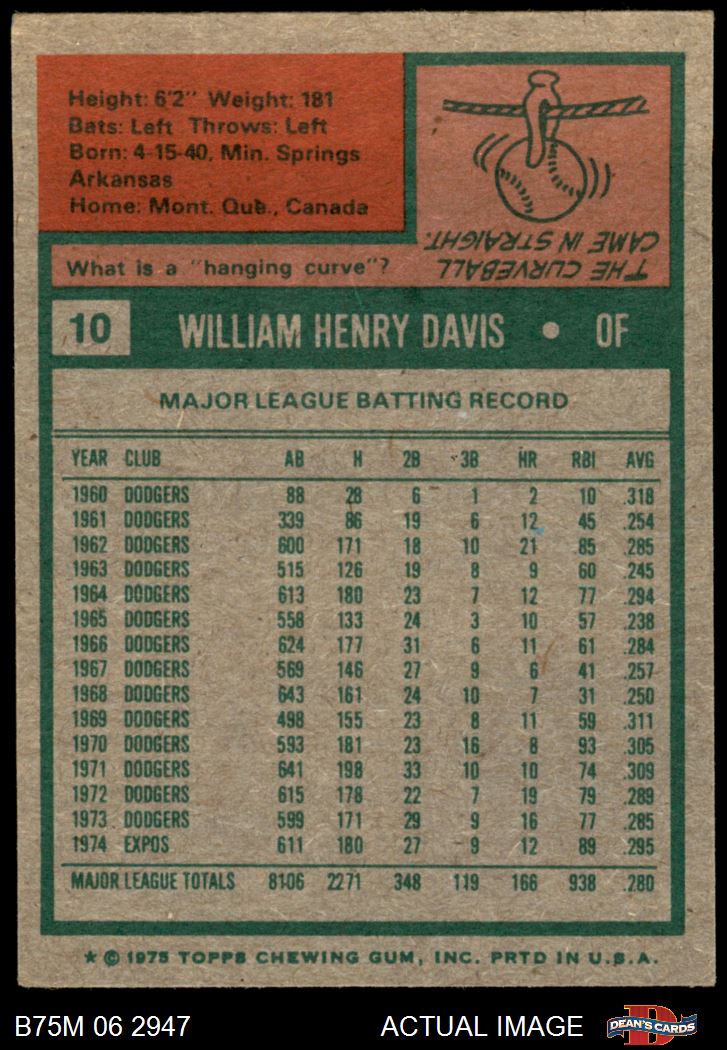 Height: 6'2" Weight: 181
Bats: Left Throws: Left
Born: 4-15-40, Min. Springs
Arkansas
Home: Mont. Que., Canada
What is a "hanging curve"?
THE CURVEBALL
CAME IN STRAIGHT.
10 WILLIAM HENRY DAVIS • OF
MAJOR LEAGUE BATTING RECORD
YEAR CLUB AB H 2B 3B HR RBI AVG
1960 DODGERS 88 28 6 1 2 10 .318
1961 DODGERS 339 86 19 6 12 45 .254
1962 DODGERS 600 171 18 10 21 85 .285
1963 DODGERS 515 126 19 8 9 60 .245
1964 DODGERS 613 180 23 7 12 77 .294
1965 DODGERS 558 133 24 3 10 57 .238
1966 DODGERS 624 177 31 6 11 61 .284
1967 DODGERS 569 146 27 9 6 41 .257
1968 DODGERS 643 161 24 10 7 31 .250
1969 DODGERS 498 155 23 8 11 59 .311
1970 DODGERS 593 181 23 16 8 93 .305
1971 DODGERS 641 198 33 10 10 74 .309
1972 DODGERS 615 178 22 7 19 79 .289
1973 DODGERS 599 171 29 9 16 77 .285
1974 EXPOS 611 180 27 9 12 89 .295
MAJOR LEAGUE TOTALS 8106 2271 348 119 166 938 .280
★ © 1975 TOPPS CHEWING GUM, INC. PRTD IN U.S.A.
B75M 06 2947 ACTUAL IMAGE D DEAN'S CARDS